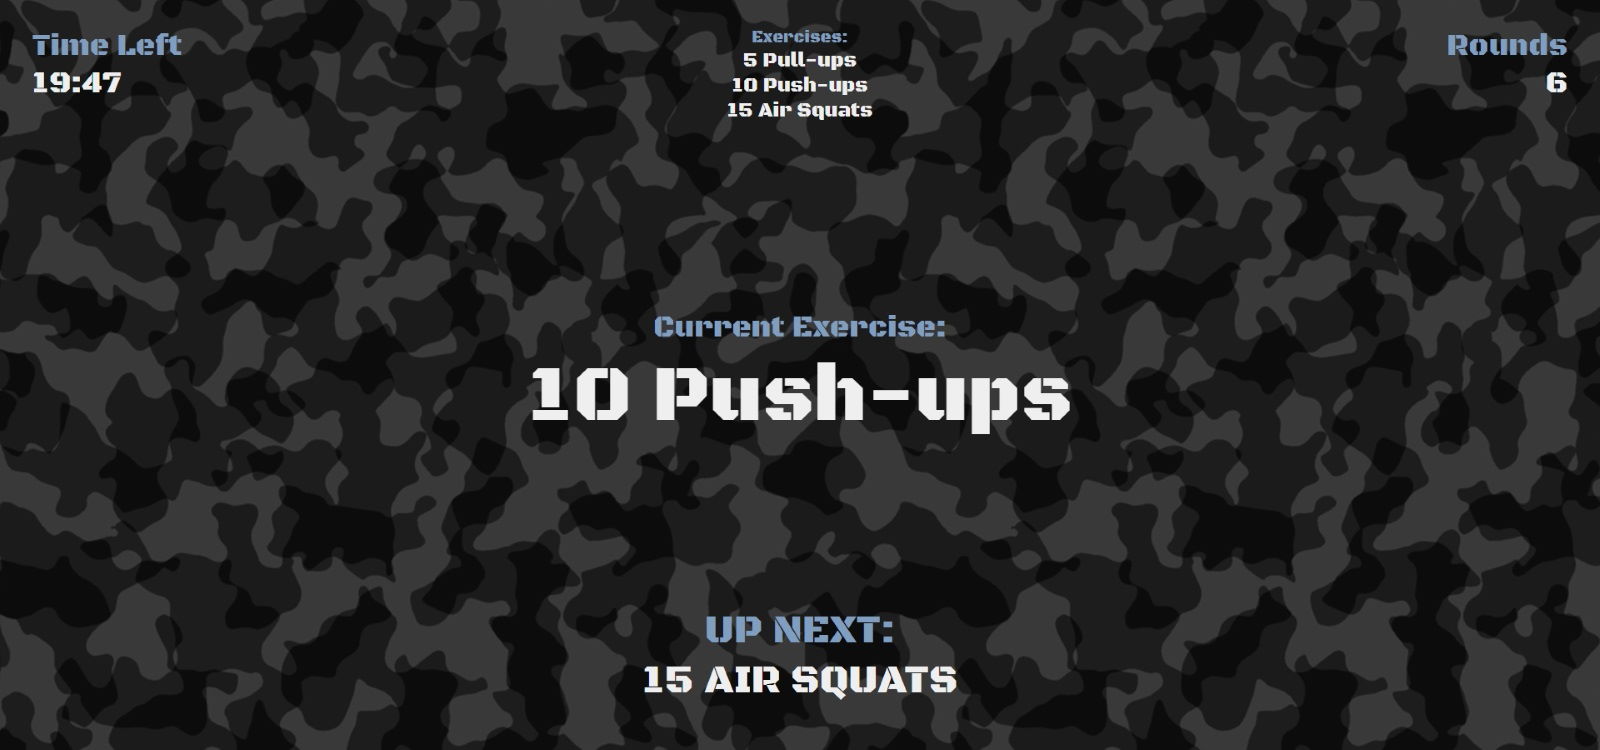 Time Left
19:47
Exercises:
5 Pull-ups
10 Push-ups
15 Air Squats
Rounds
6
Current Exercise:
10 Push-ups
UP NEXT:
15 AIR SQUATS